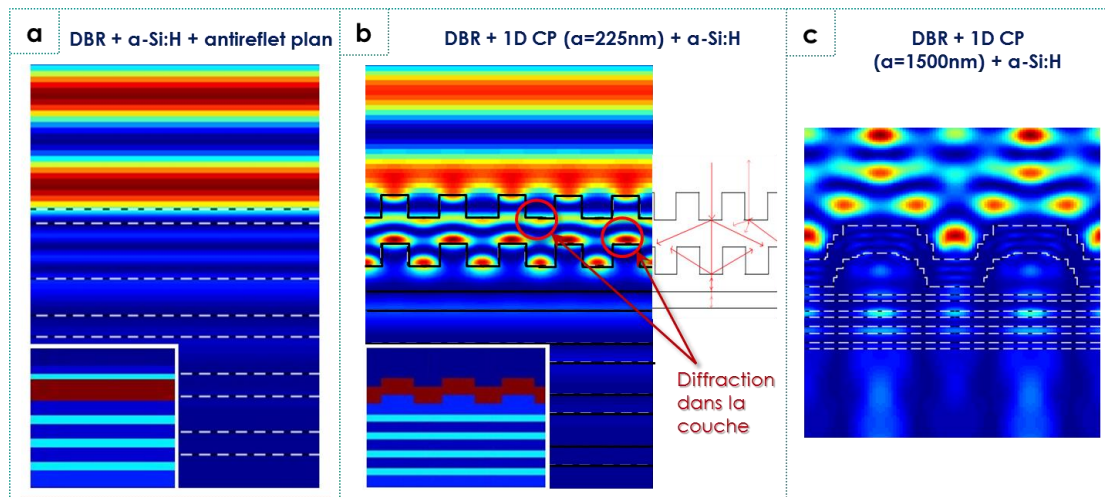 a
DBR + a-Si:H + antireflet plan
b
DBR + 1D CP (a=225nm) + a-Si:H
c
DBR + 1D CP
(a=1500nm) + a-Si:H
Diffraction
dans la
couche